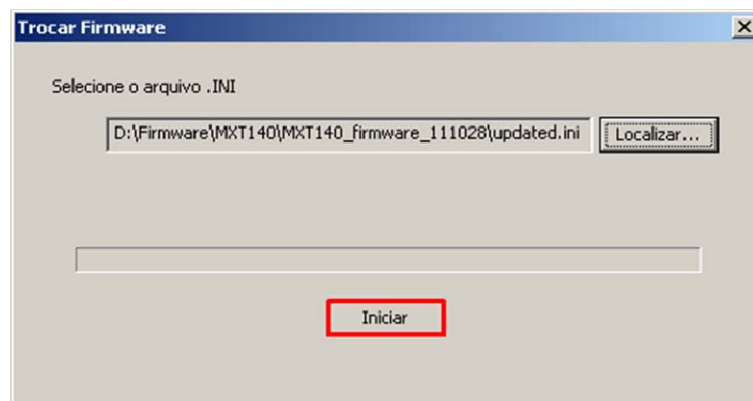 Trocar Firmware
Selecione o arquivo .INI
D:\Firmware\MXT140\MXT140_firmware_111028\updated.ini Localizar...
Iniciar